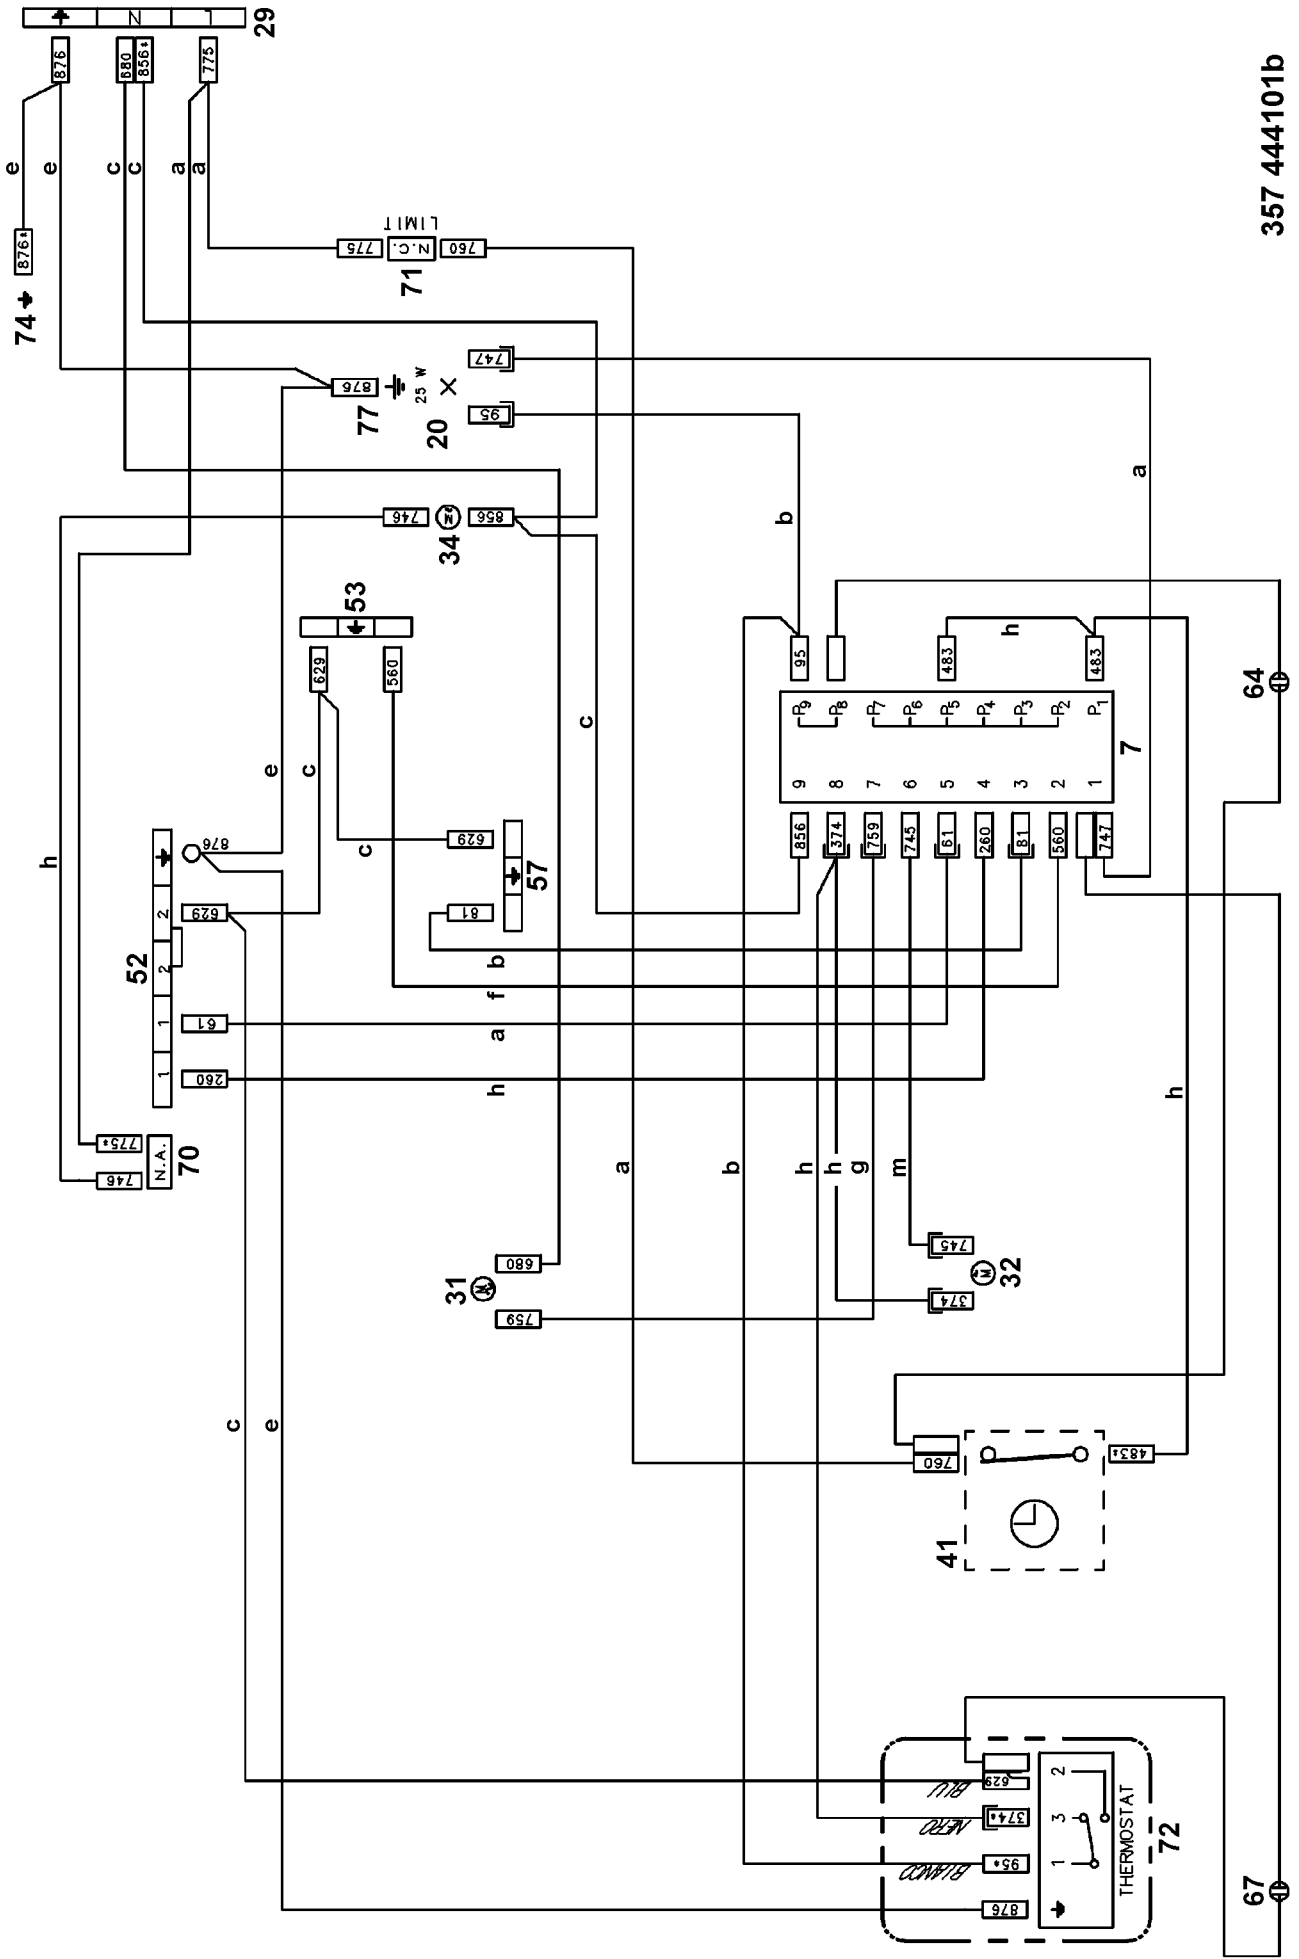 L
N
29
876
680
856*
775
e
e
c
c
a
a
876*
74
775
N.C.
760
LIMIT
71
357 444101b
876
77
25 W
20
747
95
746
M
856
34
h
53
629
560
e
c
c
b
a
c
95
483
483
h
64
P9
P8
P7
P6
P5
P4
P3
P2
P1
9
8
7
6
5
4
3
2
1
7
856
374
759
745
61
260
81
560
747
876
2
2
1
1
52
629
61
260
629
81
57
b
f
a
h
775*
746
N.A.
70
a
b
h
h
g
m
h
31
M
680
759
745
374
M
32
c
e
760
483*
41
BLU
NERO
BIANCO
629
374*
95*
876
2
3
1
THERMOSTAT
72
67